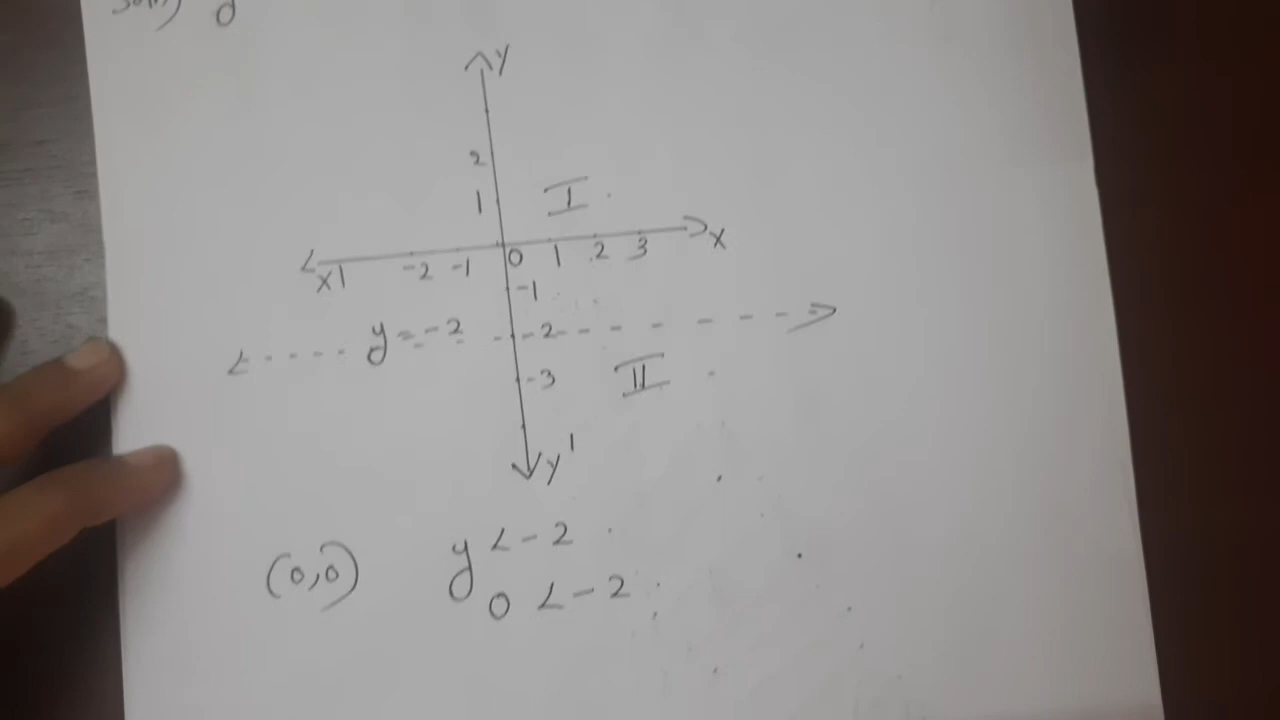 Y
2
1
I
X
X1 -2 -1 0 1 2 3
-1
y = -2
-2
-3
II
Y'
(0,0) y < -2
0 < -2